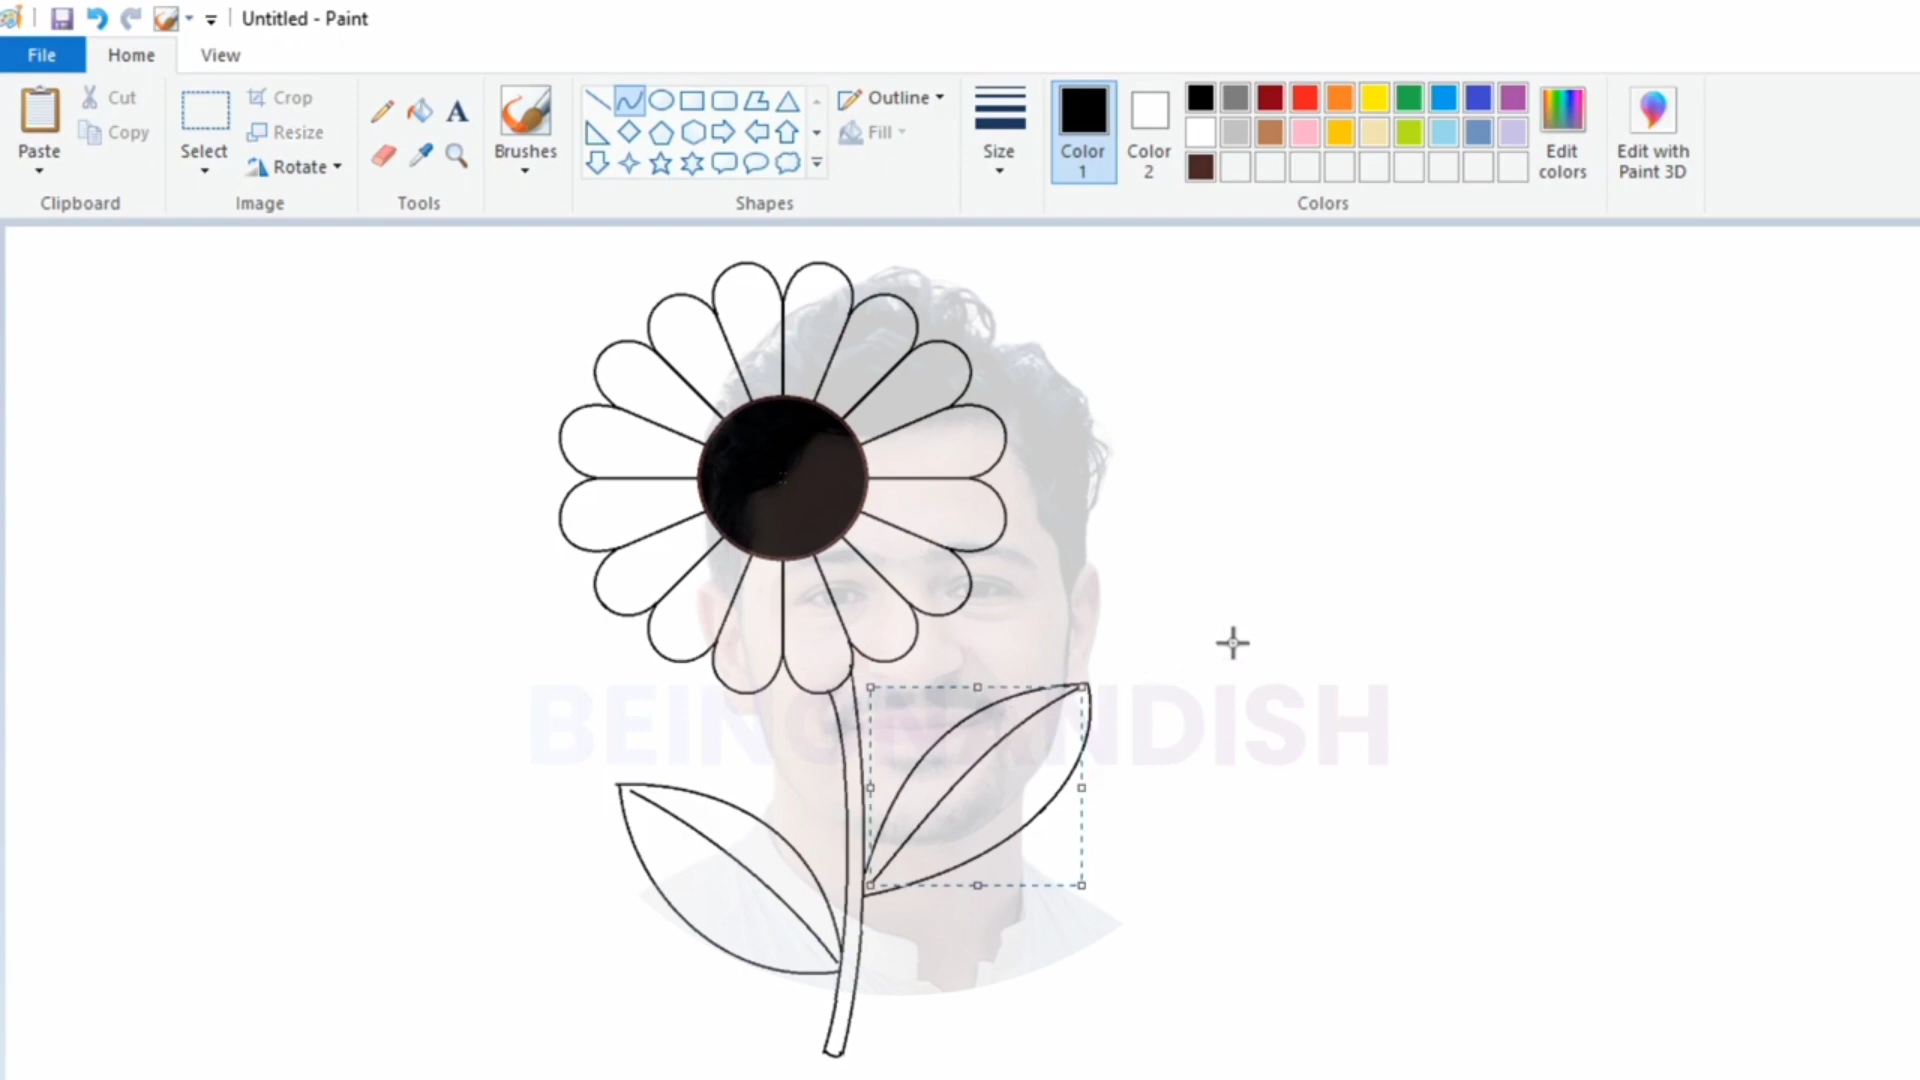 Untitled - Paint
File Home View
Paste Cut Copy Select Crop Resize Rotate A Brushes Outline Fill Size Color 1 Color 2 Edit colors Edit with Paint 3D
Clipboard Image Tools Shapes Colors
BEINGNANDISH